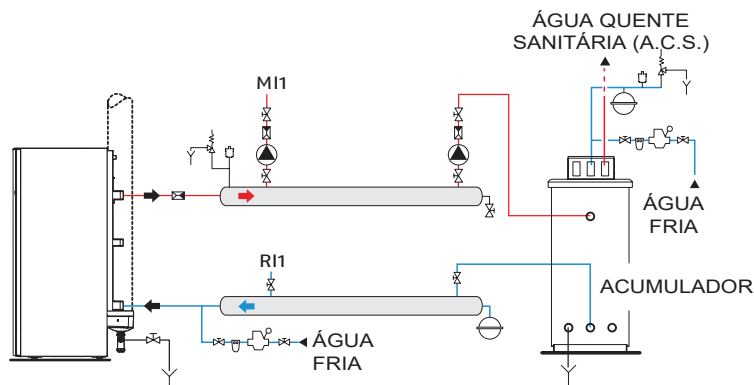 ÁGUA QUENTE
SANITÁRIA (A.C.S.)
MI1
ÁGUA
FRIA
RI1
ACUMULADOR
ÁGUA
FRIA